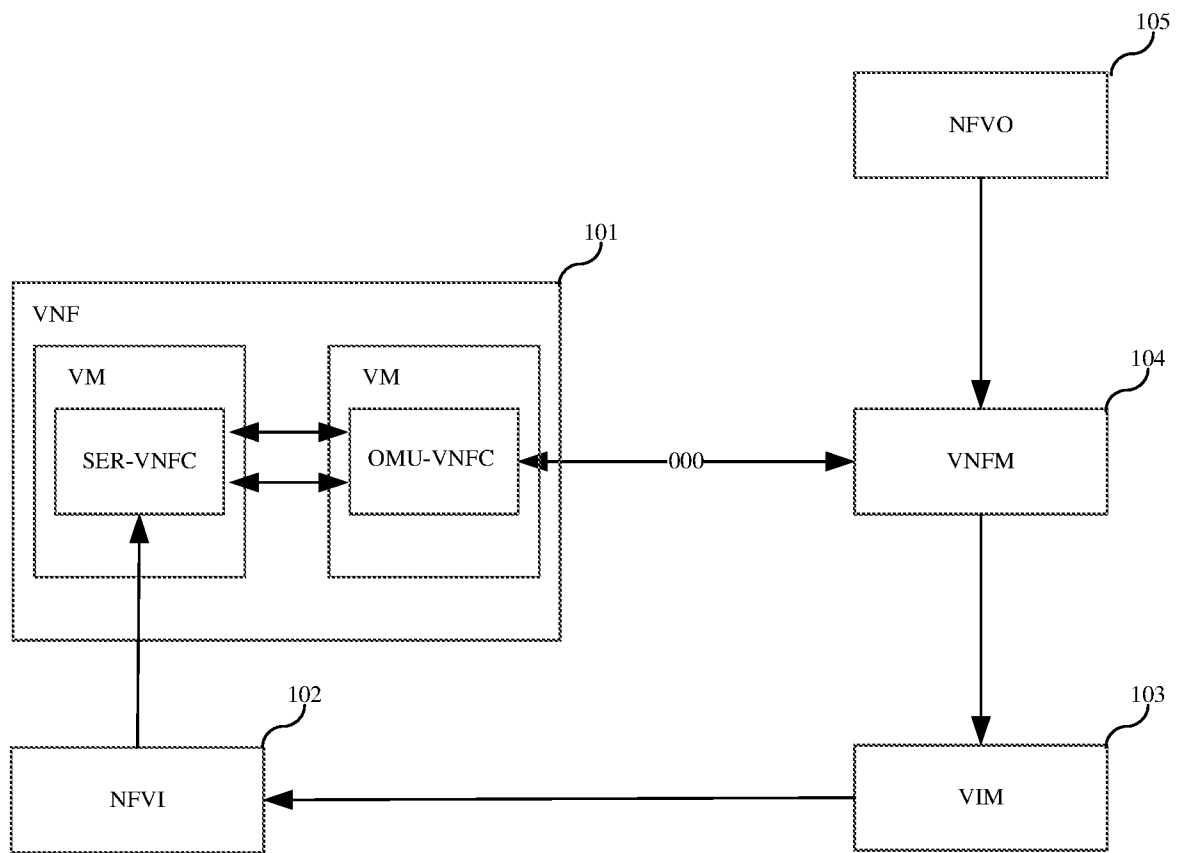 105
NFVO
101
VNF
VM
VM
104
SER-VNFC
OMU-VNFC
000
VNFM
102
103
NFVI
VIM